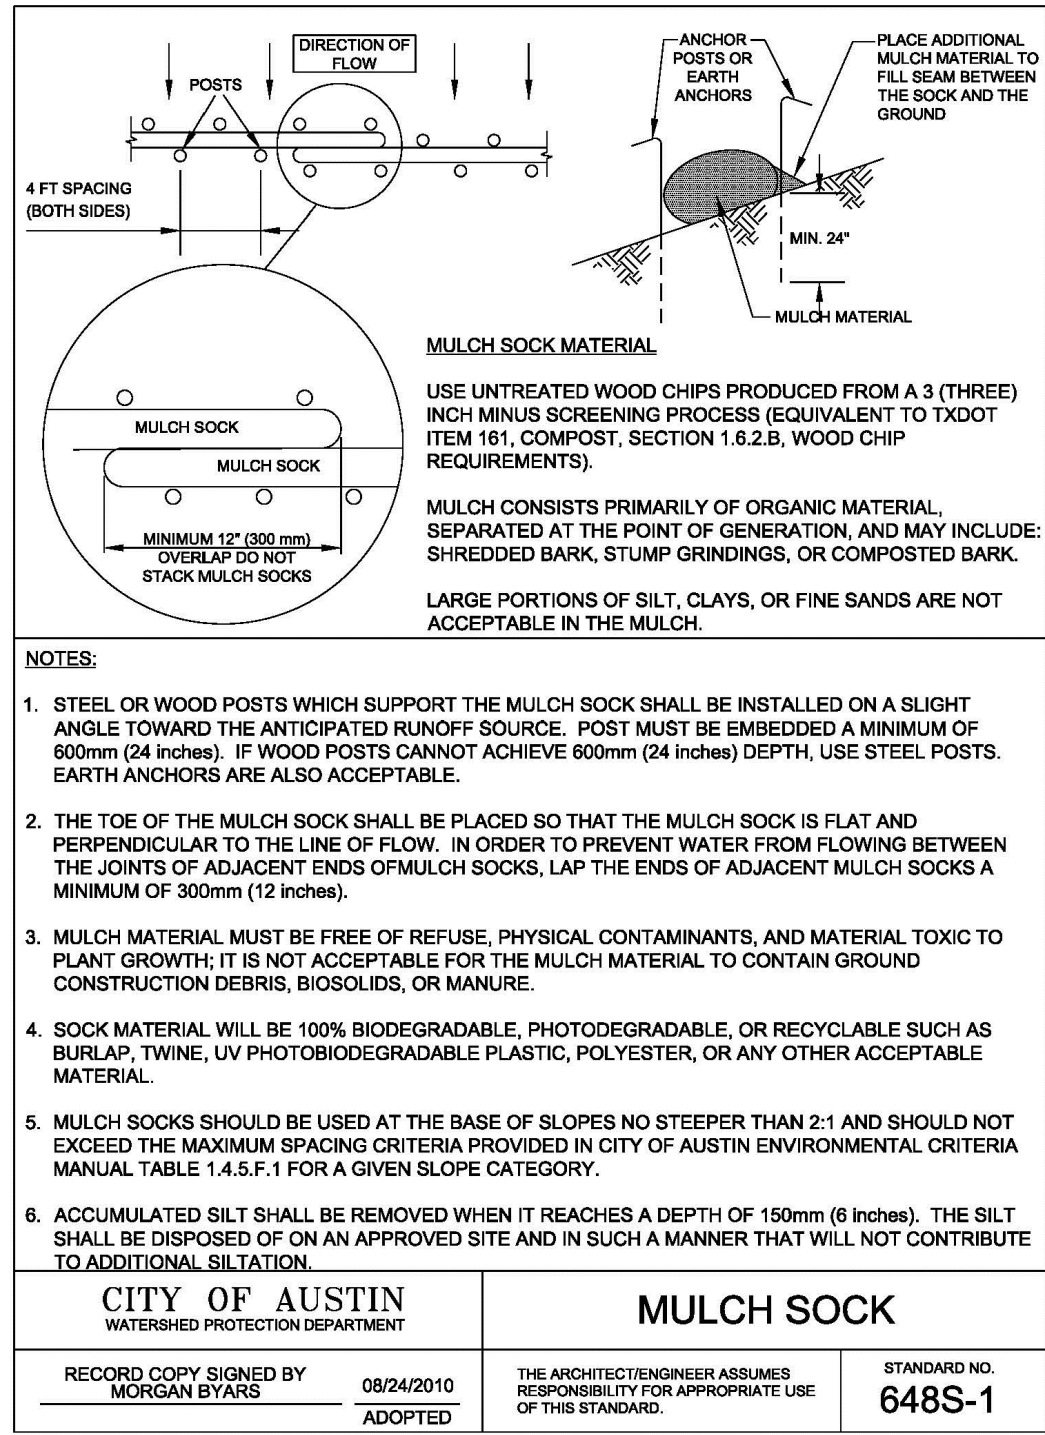 DIRECTION OF
FLOW
POSTS
4 FT SPACING
(BOTH SIDES)
ANCHOR
POSTS OR
EARTH
ANCHORS
PLACE ADDITIONAL
MULCH MATERIAL TO
FILL SEAM BETWEEN
THE SOCK AND THE
GROUND
MIN. 24"
MULCH MATERIAL
MULCH SOCK
MULCH SOCK
MINIMUM 12" (300 mm)
OVERLAP DO NOT
STACK MULCH SOCKS
MULCH SOCK MATERIAL
USE UNTREATED WOOD CHIPS PRODUCED FROM A 3 (THREE)
INCH MINUS SCREENING PROCESS (EQUIVALENT TO TXDOT
ITEM 161, COMPOST, SECTION 1.6.2.B, WOOD CHIP
REQUIREMENTS).
MULCH CONSISTS PRIMARILY OF ORGANIC MATERIAL,
SEPARATED AT THE POINT OF GENERATION, AND MAY INCLUDE:
SHREDDED BARK, STUMP GRINDINGS, OR COMPOSTED BARK.
LARGE PORTIONS OF SILT, CLAYS, OR FINE SANDS ARE NOT
ACCEPTABLE IN THE MULCH.
NOTES:
1. STEEL OR WOOD POSTS WHICH SUPPORT THE MULCH SOCK SHALL BE INSTALLED ON A SLIGHT
ANGLE TOWARD THE ANTICIPATED RUNOFF SOURCE. POST MUST BE EMBEDDED A MINIMUM OF
600mm (24 inches). IF WOOD POSTS CANNOT ACHIEVE 600mm (24 inches) DEPTH, USE STEEL POSTS.
EARTH ANCHORS ARE ALSO ACCEPTABLE.
2. THE TOE OF THE MULCH SOCK SHALL BE PLACED SO THAT THE MULCH SOCK IS FLAT AND
PERPENDICULAR TO THE LINE OF FLOW. IN ORDER TO PREVENT WATER FROM FLOWING BETWEEN
THE JOINTS OF ADJACENT ENDS OFMULCH SOCKS, LAP THE ENDS OF ADJACENT MULCH SOCKS A
MINIMUM OF 300mm (12 inches).
3. MULCH MATERIAL MUST BE FREE OF REFUSE, PHYSICAL CONTAMINANTS, AND MATERIAL TOXIC TO
PLANT GROWTH; IT IS NOT ACCEPTABLE FOR THE MULCH MATERIAL TO CONTAIN GROUND
CONSTRUCTION DEBRIS, BIOSOLIDS, OR MANURE.
4. SOCK MATERIAL WILL BE 100% BIODEGRADABLE, PHOTODEGRADABLE, OR RECYCLABLE SUCH AS
BURLAP, TWINE, UV PHOTOBIODEGRADABLE PLASTIC, POLYESTER, OR ANY OTHER ACCEPTABLE
MATERIAL.
5. MULCH SOCKS SHOULD BE USED AT THE BASE OF SLOPES NO STEEPER THAN 2:1 AND SHOULD NOT
EXCEED THE MAXIMUM SPACING CRITERIA PROVIDED IN CITY OF AUSTIN ENVIRONMENTAL CRITERIA
MANUAL TABLE 1.4.5.F.1 FOR A GIVEN SLOPE CATEGORY.
6. ACCUMULATED SILT SHALL BE REMOVED WHEN IT REACHES A DEPTH OF 150mm (6 inches). THE SILT
SHALL BE DISPOSED OF ON AN APPROVED SITE AND IN SUCH A MANNER THAT WILL NOT CONTRIBUTE
TO ADDITIONAL SILTATION.
CITY OF AUSTIN
WATERSHED PROTECTION DEPARTMENT
MULCH SOCK
RECORD COPY SIGNED BY
MORGAN BYARS
08/24/2010
ADOPTED
THE ARCHITECT/ENGINEER ASSUMES
RESPONSIBILITY FOR APPROPRIATE USE
OF THIS STANDARD.
STANDARD NO.
648S-1